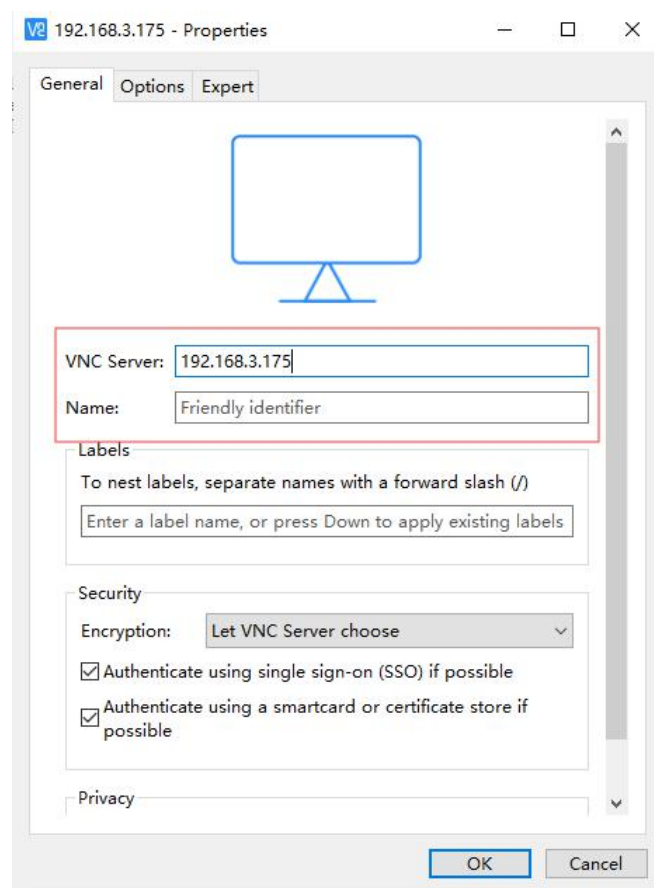 V2 192.168.3.175 - Properties
General Options Expert
VNC Server: 192.168.3.175
Name: Friendly identifier
Labels
To nest labels, separate names with a forward slash (/)
Enter a label name, or press Down to apply existing labels
Security
Encryption: Let VNC Server choose
Authenticate using single sign-on (SSO) if possible
Authenticate using a smartcard or certificate store if
possible
Privacy
OK Cancel